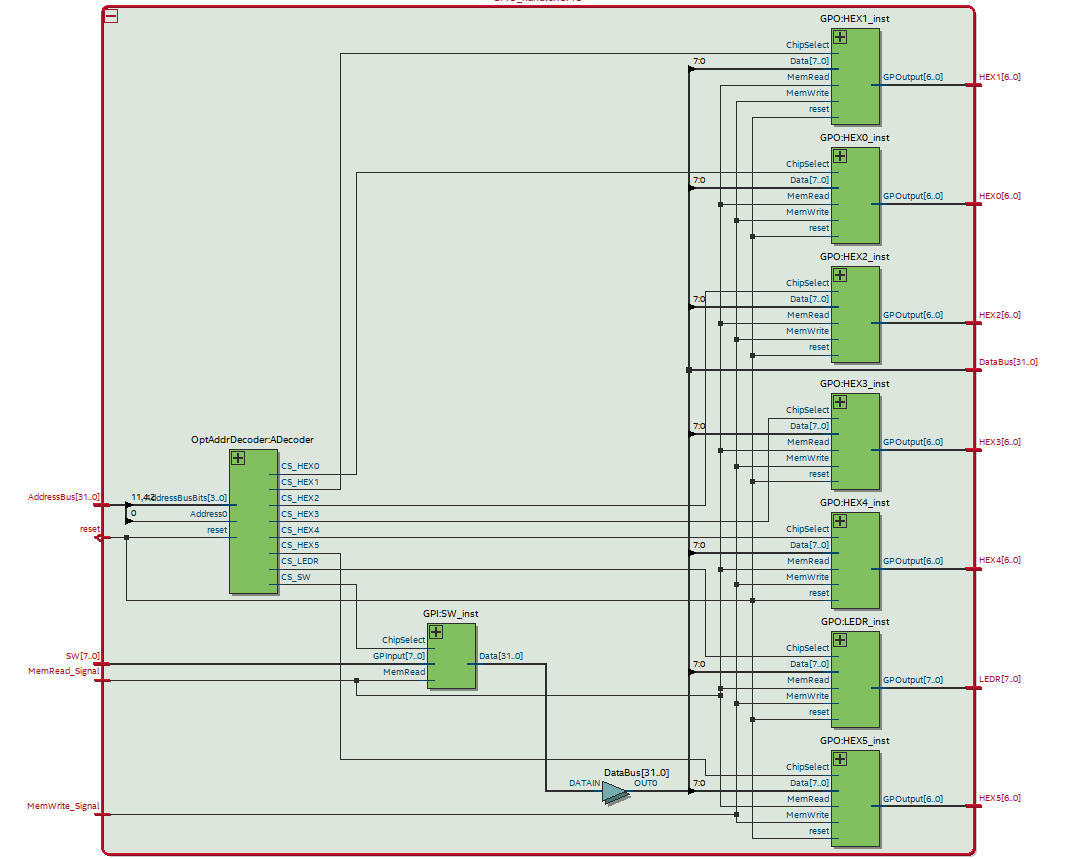 GPO:HEX1_inst
ChipSelect
7:0
Data[7..0]
MemRead
GPOutput[6..0]
HEX1[6..0]
MemWrite
reset
GPO:HEX0_inst
ChipSelect
7:0
Data[7..0]
MemRead
GPOutput[6..0]
HEX0[6..0]
MemWrite
reset
GPO:HEX2_inst
ChipSelect
7:0
Data[7..0]
MemRead
GPOutput[6..0]
HEX2[6..0]
MemWrite
reset
DataBus[31..0]
GPO:HEX3_inst
ChipSelect
7:0
Data[7..0]
MemRead
GPOutput[6..0]
HEX3[6..0]
MemWrite
reset
OptAddrDecoder:ADecoder
CS_HEX0
CS_HEX1
AddressBus[31..0]
AddressBusBits[3..0]
CS_HEX2
0
Address0
CS_HEX3
reset
reset
CS_HEX4
CS_HEX5
CS_LEDR
CS_SW
GPO:HEX4_inst
ChipSelect
7:0
Data[7..0]
MemRead
GPOutput[6..0]
HEX4[6..0]
MemWrite
reset
GPI:SW_inst
ChipSelect
SW[7..0]
GPInput[7..0]
Data[31..0]
MemRead_Signal
MemRead
GPO:LEDR_inst
ChipSelect
7:0
Data[7..0]
MemRead
GPOutput[7..0]
LEDR[7..0]
MemWrite
reset
GPO:HEX5_inst
ChipSelect
DataBus[31..0]
DATAIN
OUT0
7:0
Data[7..0]
MemRead
GPOutput[6..0]
HEX5[6..0]
MemWrite_Signal
MemWrite
reset